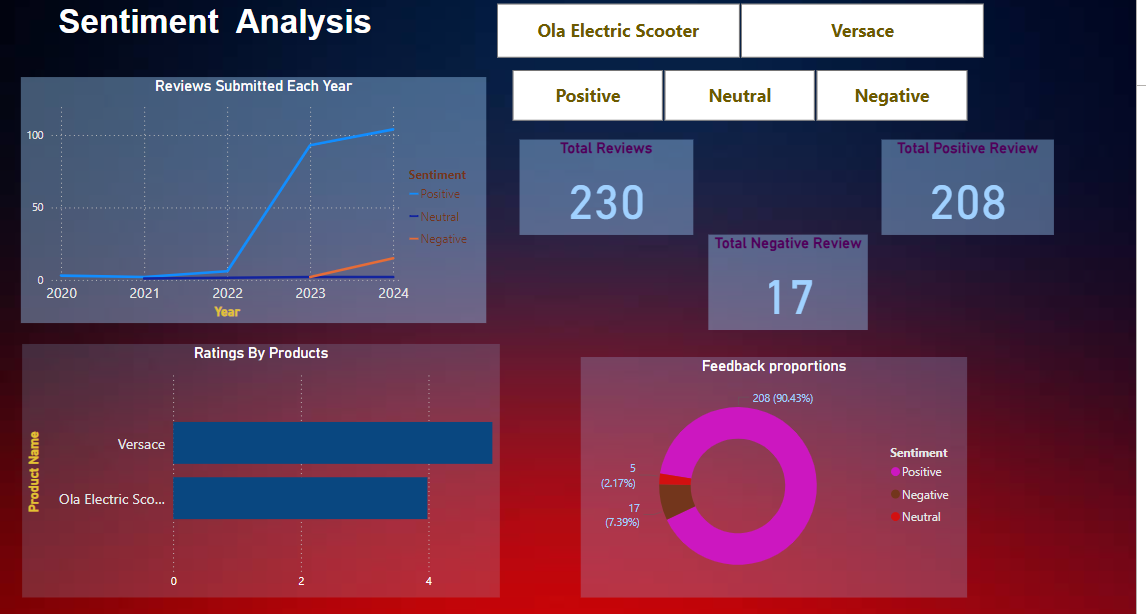 Sentiment Analysis
Ola Electric Scooter
Versace
Positive
Neutral
Negative
Reviews Submitted Each Year
100
50
0
2020
2021
2022
2023
2024
Year
Sentiment
Positive
Neutral
Negative
Total Reviews
230
Total Positive Review
208
Total Negative Review
17
Ratings By Products
Product Name
Versace
Ola Electric Sco...
0
2
4
Feedback proportions
208 (90.43%)
5
(2.17%)
17
(7.39%)
Sentiment
Positive
Negative
Neutral